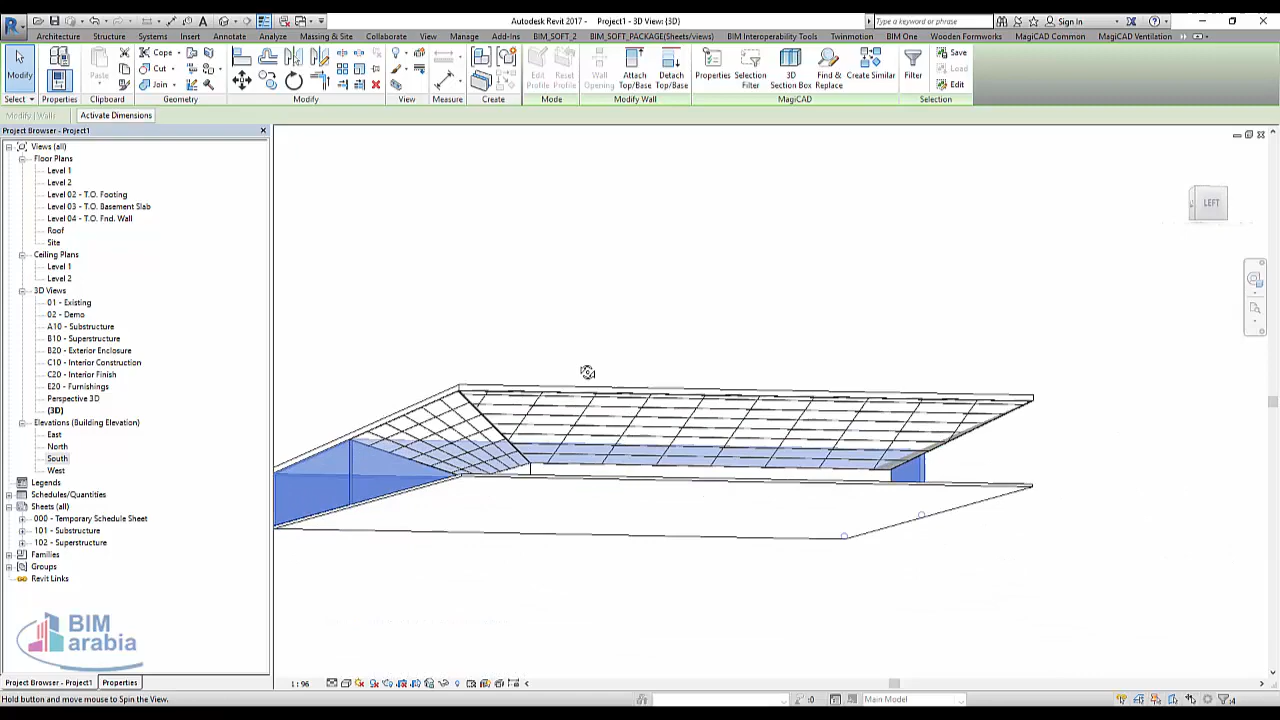 Autodesk Revit 2017 - Project1 - 3D View: {3D}
Type a keyword or phrase
Sign In
Architecture Structure Systems Insert Annotate Analyze Massing & Site Collaborate View Manage Add-Ins BIM_SOFT_2 BIM_SOFT_PACKAGE(Sheets/views) BIM Interoperability Tools Twinmotion BIM One Wooden Formworks MagiCAD Common MagiCAD Ventilation
Modify
Properties
Paste
Cope
Cut
Join
Edit Profile
Reset Profile
Wall Opening
Attach Top/Base
Detach Top/Base
Properties
Selection Filter
3D Section Box
Find & Replace
Create Similar
Filter
Save
Load
Edit
Select Properties Clipboard Geometry Modify View Measure Create Mode Modify Wall MagiCAD Selection
Modify | Walls
Activate Dimensions
Project Browser - Project1
Views (all)
Floor Plans
Level 1
Level 2
Level 02 - T.O. Footing
Level 03 - T.O. Basement Slab
Level 04 - T.O. Fnd. Wall
Roof
Site
Ceiling Plans
Level 1
Level 2
3D Views
01 - Existing
02 - Demo
A10 - Substructure
B10 - Superstructure
B20 - Exterior Enclosure
C10 - Interior Construction
C20 - Interior Finish
E20 - Furnishings
Perspective 3D
{3D}
Elevations (Building Elevation)
East
North
South
West
Legends
Schedules/Quantities
Sheets (all)
000 - Temporary Schedule Sheet
101 - Substructure
102 - Superstructure
Families
Groups
Revit Links
LEFT
BIM
arabia
Project Browser - Project1
Properties
1:96
Hold button and move mouse to Spin the View.
:0
Main Model
:4